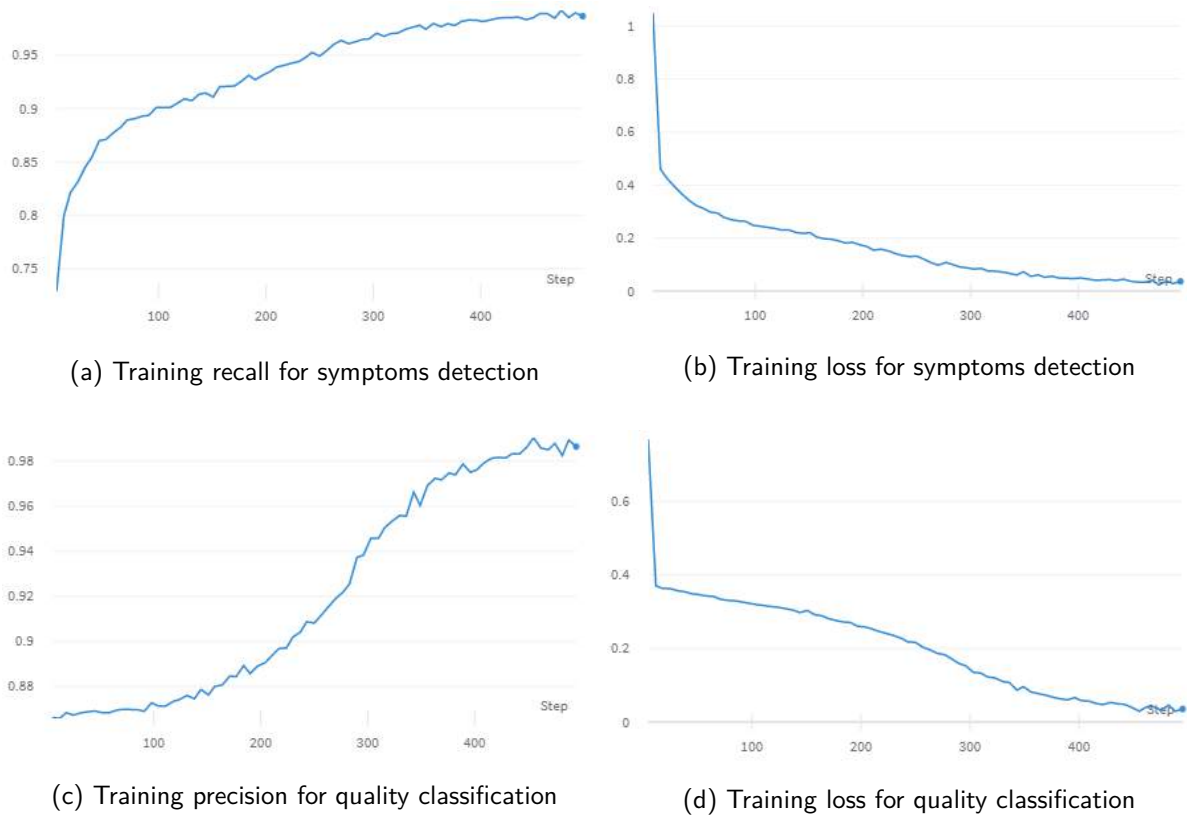 0.95
0.9
0.85
0.8
0.75
Step
100 200 300 400
(a) Training recall for symptoms detection
1
0.8
0.6
0.4
0.2
0
Step
100 200 300 400
(b) Training loss for symptoms detection
0.98
0.96
0.94
0.92
0.9
0.88
Step
100 200 300 400
(c) Training precision for quality classification
0.6
0.4
0.2
0
Step
100 200 300 400
(d) Training loss for quality classification